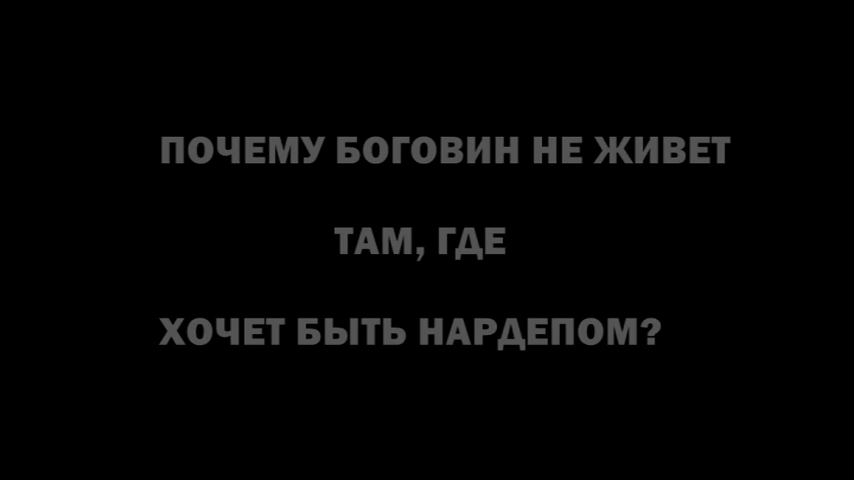 ПОЧЕМУ БОГОВИН НЕ ЖИВЕТ
ТАМ, ГДЕ
ХОЧЕТ БЫТЬ НАРДЕПОМ?